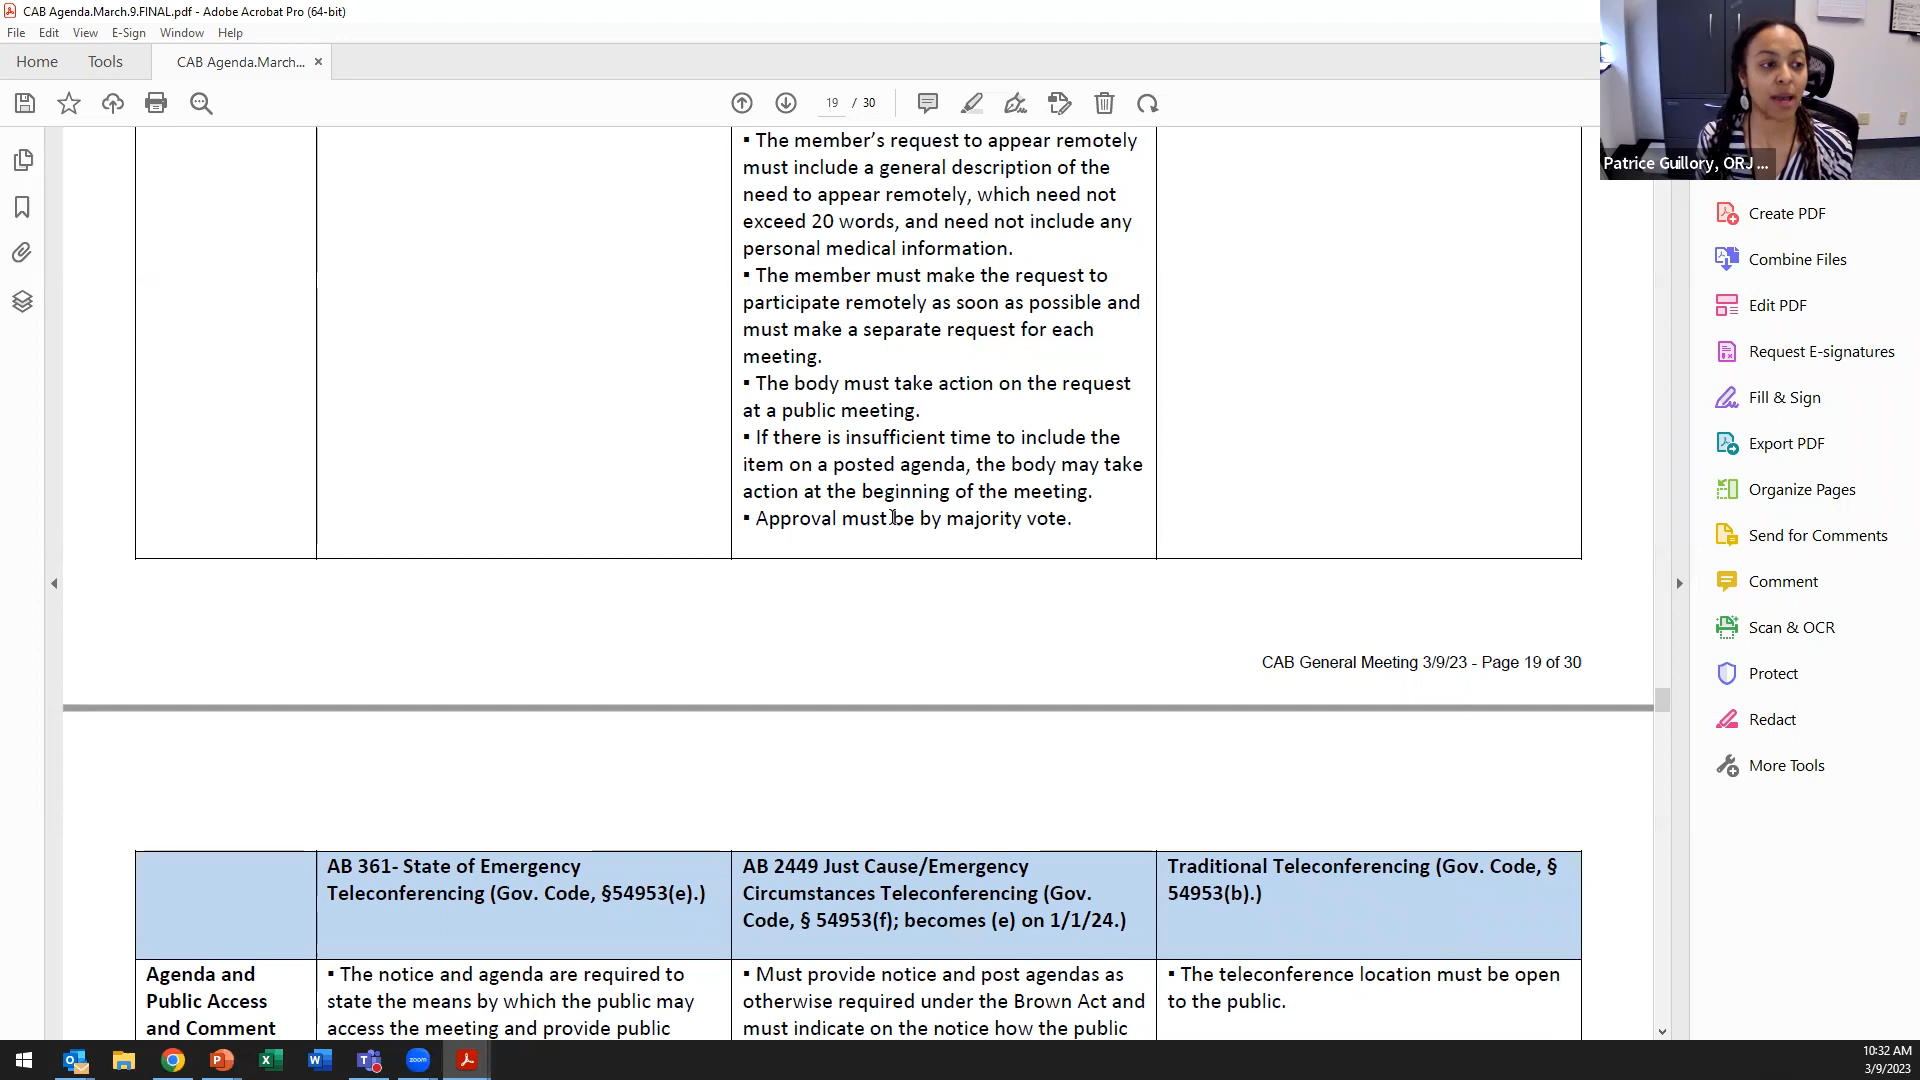 CAB Agenda.March.9.FINAL.pdf - Adobe Acrobat Pro (64-bit)
File Edit View E-Sign Window Help
Home Tools CAB Agenda.March... ×
19 / 30
▪ The member’s request to appear remotely
must include a general description of the
need to appear remotely, which need not
exceed 20 words, and need not include any
personal medical information.
▪ The member must make the request to
participate remotely as soon as possible and
must make a separate request for each
meeting.
▪ The body must take action on the request
at a public meeting.
▪ If there is insufficient time to include the
item on a posted agenda, the body may take
action at the beginning of the meeting.
▪ Approval must be by majority vote.
CAB General Meeting 3/9/23 - Page 19 of 30
AB 361- State of Emergency
Teleconferencing (Gov. Code, §54953(e).)
AB 2449 Just Cause/Emergency
Circumstances Teleconferencing (Gov.
Code, § 54953(f); becomes (e) on 1/1/24.)
Traditional Teleconferencing (Gov. Code, §
54953(b).)
Agenda and
Public Access
and Comment
▪ The notice and agenda are required to
state the means by which the public may
access the meeting and provide public
▪ Must provide notice and post agendas as
otherwise required under the Brown Act and
must indicate on the notice how the public
▪ The teleconference location must be open
to the public.
Patrice Guillory, ORJ ...
Create PDF
Combine Files
Edit PDF
Request E-signatures
Fill & Sign
Export PDF
Organize Pages
Send for Comments
Comment
Scan & OCR
Protect
Redact
More Tools
zoom
10:32 AM
3/9/2023